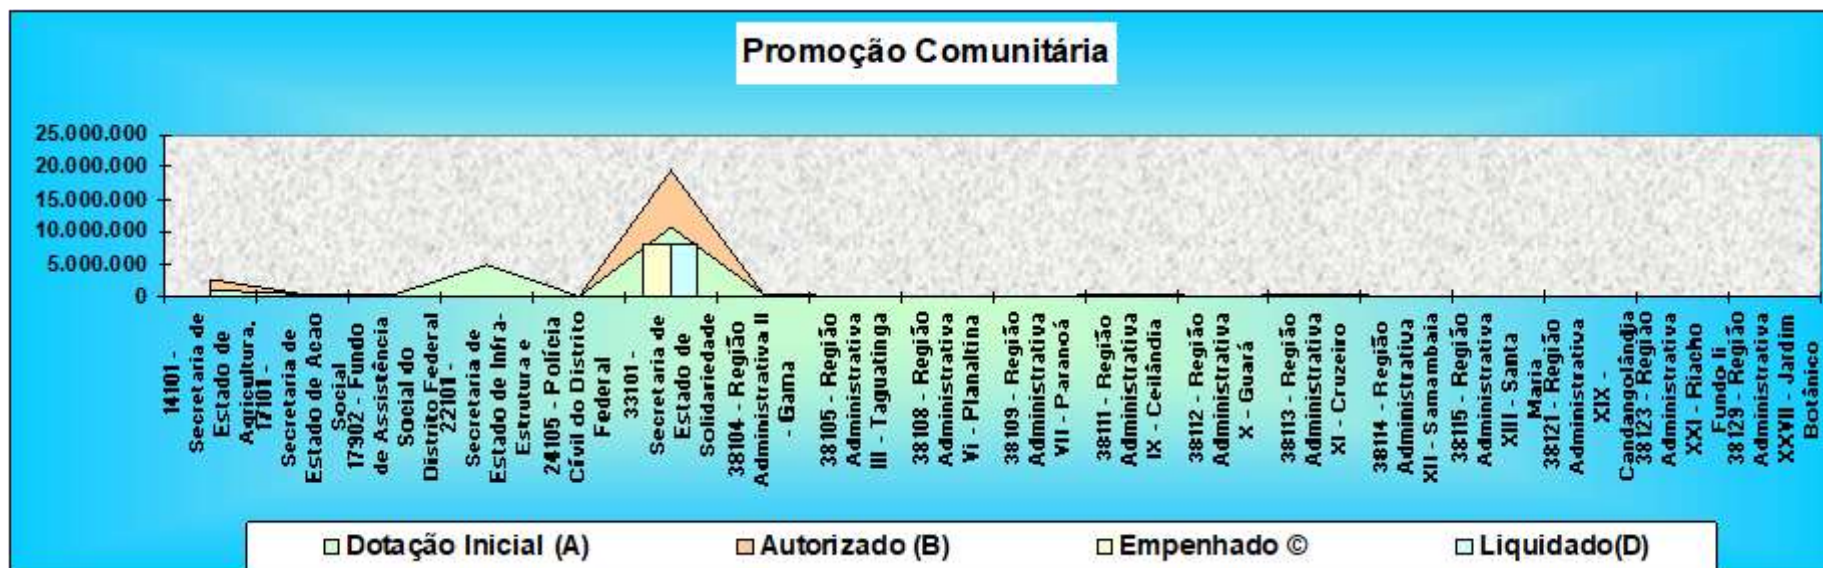 Promoção Comunitária
25.000.000
20.000.000
15.000.000
10.000.000
5.000.000
0
14101 -
Secretaria de
Estado de
Agricultura,
17101 -
Secretaria de
Estado de Acao
Social
17902 - Fundo
de Assistência
Social do
Distrito Federal
22101 -
Secretaria de
Estado de Infra-
Estrutura e
24105 - Polícia
Civil do Distrito
Federal
33101 -
Secretaria de
Estado de
Solidariedade
38104 - Região
Administrativa II
- Gama
38105 - Região
Administrativa
III - Taguatinga
38108 - Região
Administrativa
Vi - Planaltina
38109 - Região
Administrativa
VII - Paranoá
38111 - Região
Administrativa
IX - Ceilândia
38112 - Região
Administrativa
X - Guará
38113 - Região
Administrativa
XI - Cruzeiro
38114 - Região
Administrativa
XII - Samambaia
38115 - Região
Administrativa
XIII - Santa
Maria
38121 - Região
Administrativa
XIX -
Candangolândia
38123 - Região
Administrativa
XXI - Riacho
Fundo Ii
38129 - Região
Administrativa
XXVII - Jardim
Botânico
Dotação Inicial (A)
Autorizado (B)
Empenhado ©
Liquidado(D)